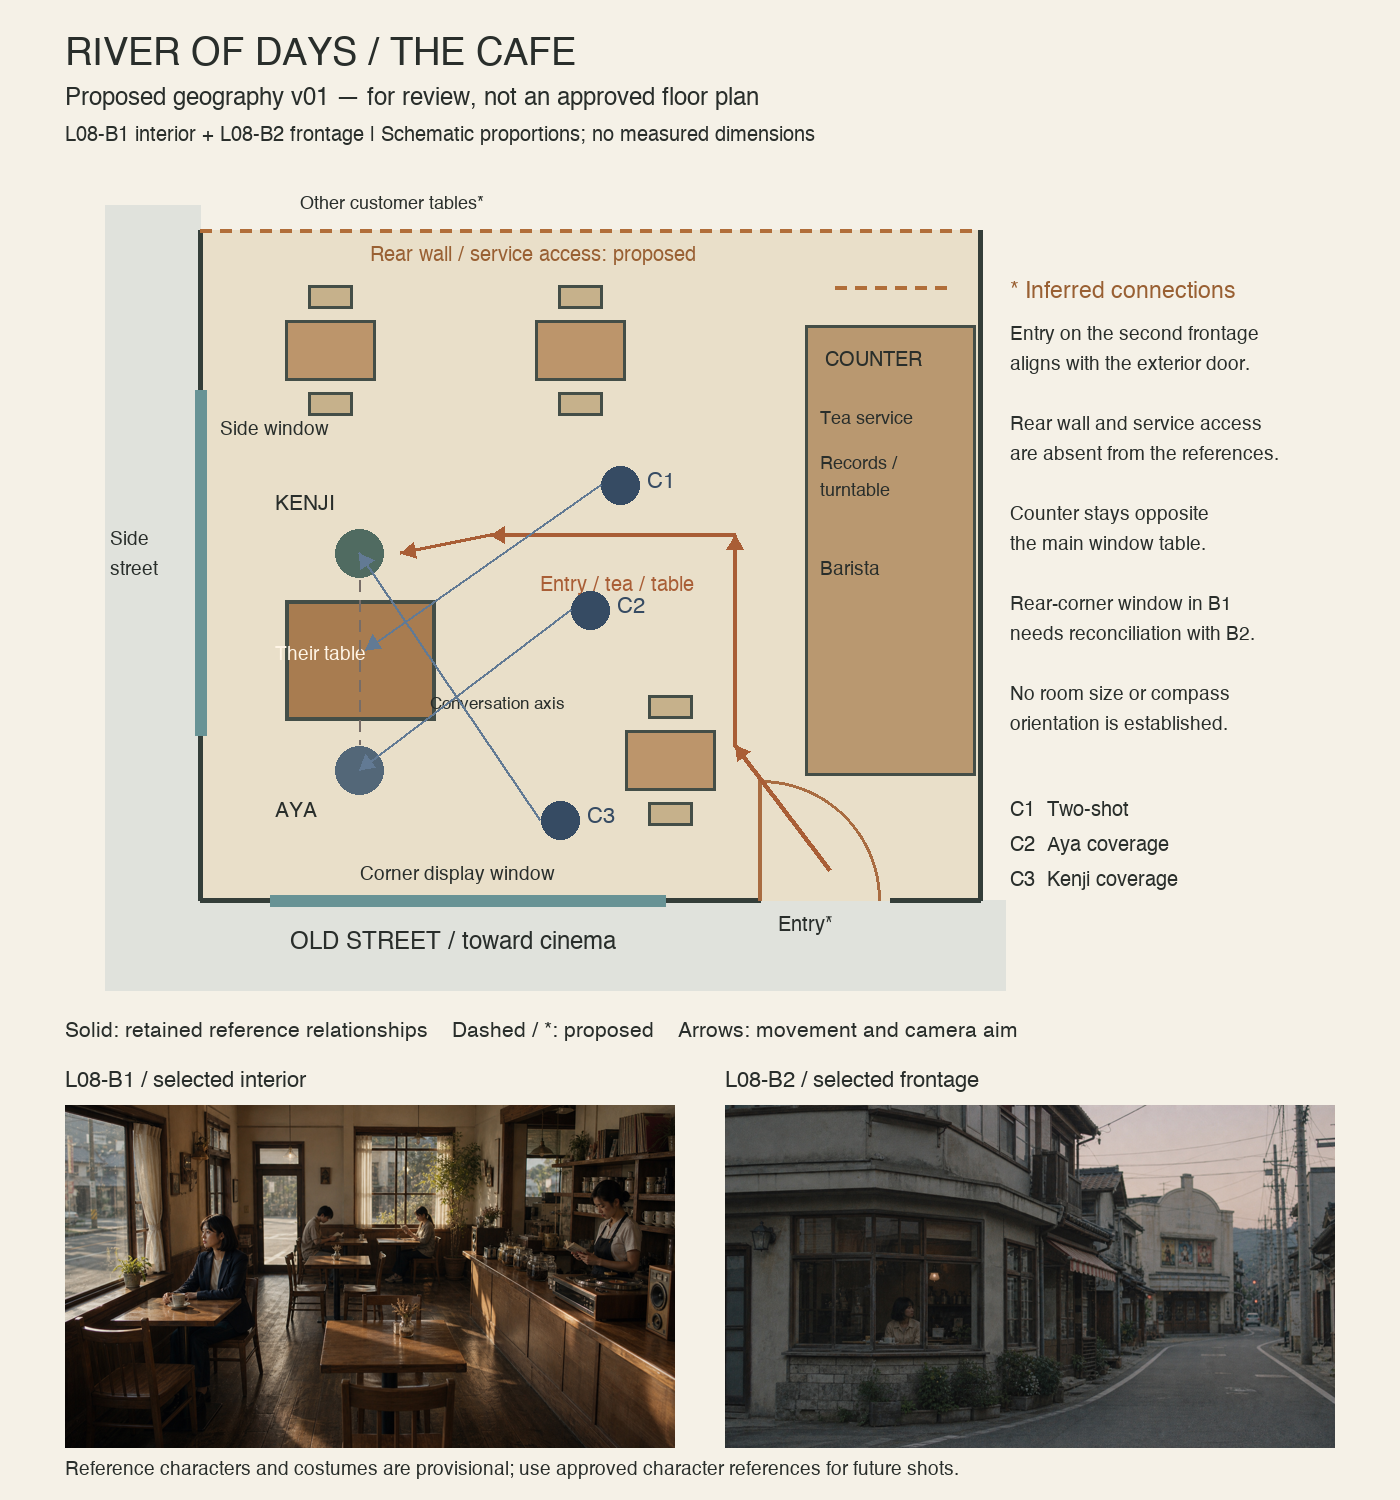 RIVER OF DAYS / THE CAFE
Proposed geography v01 — for review, not an approved floor plan
L08-B1 interior + L08-B2 frontage | Schematic proportions; no measured dimensions
Other customer tables*
Rear wall / service access: proposed
* Inferred connections
Entry on the second frontage
aligns with the exterior door.
Rear wall and service access
are absent from the references.
Counter stays opposite
the main window table.
Rear-corner window in B1
needs reconciliation with B2.
No room size or compass
orientation is established.
C1 Two-shot
C2 Aya coverage
C3 Kenji coverage
COUNTER
Tea service
Records /
turntable
Barista
Side window
C1
KENJI
Side
street
Entry / tea / table
C2
Their table
Conversation axis
AYA
C3
Corner display window
Entry*
OLD STREET / toward cinema
Solid: retained reference relationships Dashed / *: proposed Arrows: movement and camera aim
L08-B1 / selected interior
L08-B2 / selected frontage
Reference characters and costumes are provisional; use approved character references for future shots.